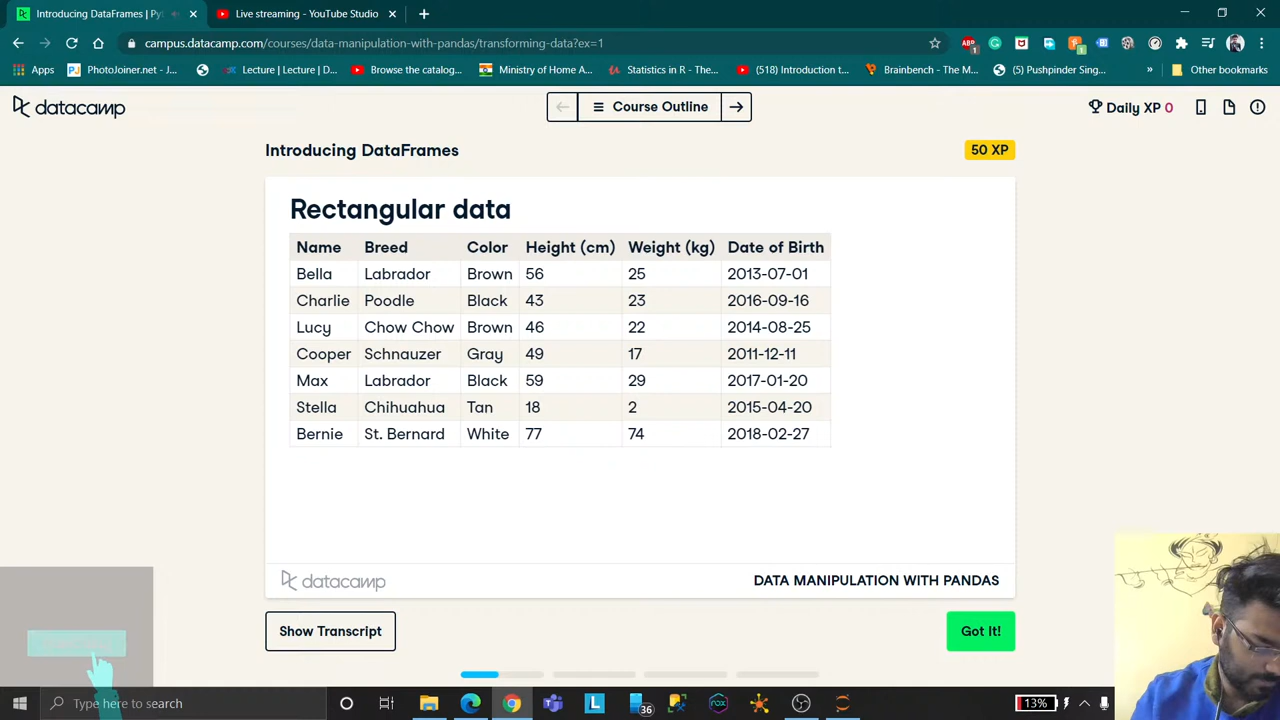 Introducing DataFrames | Pyt
Live streaming - YouTube Studio
campus.datacamp.com/courses/data-manipulation-with-pandas/transforming-data?ex=1
Apps PhotoJoiner.net - J... Lecture | Lecture | D... Browse the catalog... Ministry of Home A... Statistics in R - The... (518) Introduction t... Brainbench - The M... (5) Pushpinder Sing... » Other bookmarks
datacamp
Course Outline
Daily XP 0
Introducing DataFrames
50 XP
Rectangular data
Name Breed Color Height (cm) Weight (kg) Date of Birth
Bella Labrador Brown 56 25 2013-07-01
Charlie Poodle Black 43 23 2016-09-16
Lucy Chow Chow Brown 46 22 2014-08-25
Cooper Schnauzer Gray 49 17 2011-12-11
Max Labrador Black 59 29 2017-01-20
Stella Chihuahua Tan 18 2 2015-04-20
Bernie St. Bernard White 77 74 2018-02-27
datacamp
DATA MANIPULATION WITH PANDAS
Show Transcript
Got It!
Type here to search
36
13%